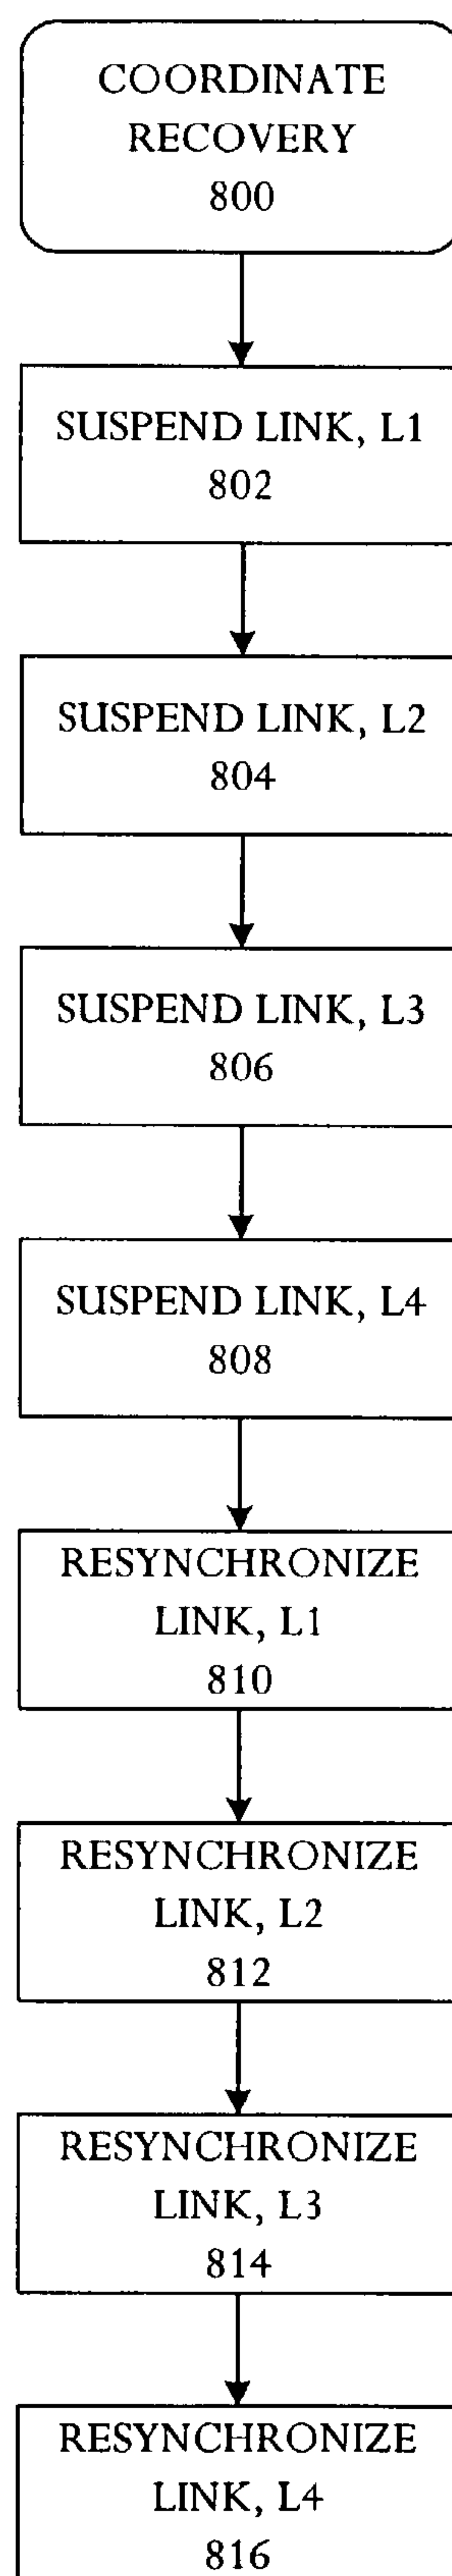 COORDINATE
RECOVERY
800
SUSPEND LINK, L1
802
SUSPEND LINK, L2
804
SUSPEND LINK, L3
806
SUSPEND LINK, L4
808
RESYNCHRONIZE
LINK, L1
810
RESYNCHRONIZE
LINK, L2
812
RESYNCHRONIZE
LINK, L3
814
RESYNCHRONIZE
LINK, L4
816